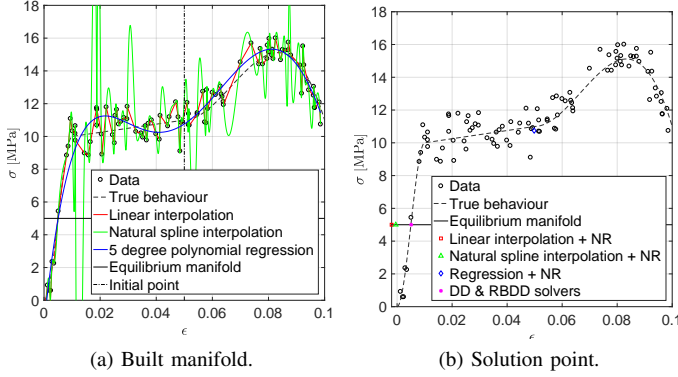 18
16
14
12
10
8
6
4
2
0
σ [MPa]
Data
True behaviour
Linear interpolation
Natural spline interpolation
5 degree polynomial regression
Equilibrium manifold
Initial point
0 0.02 0.04 0.06 0.08 0.1
ϵ
(a) Built manifold.
18
16
14
12
10
8
6
4
2
0
σ [MPa]
Data
True behaviour
Equilibrium manifold
Linear interpolation + NR
Natural spline interpolation + NR
Regression + NR
DD & RBDD solvers
0 0.02 0.04 0.06 0.08 0.1
ϵ
(b) Solution point.